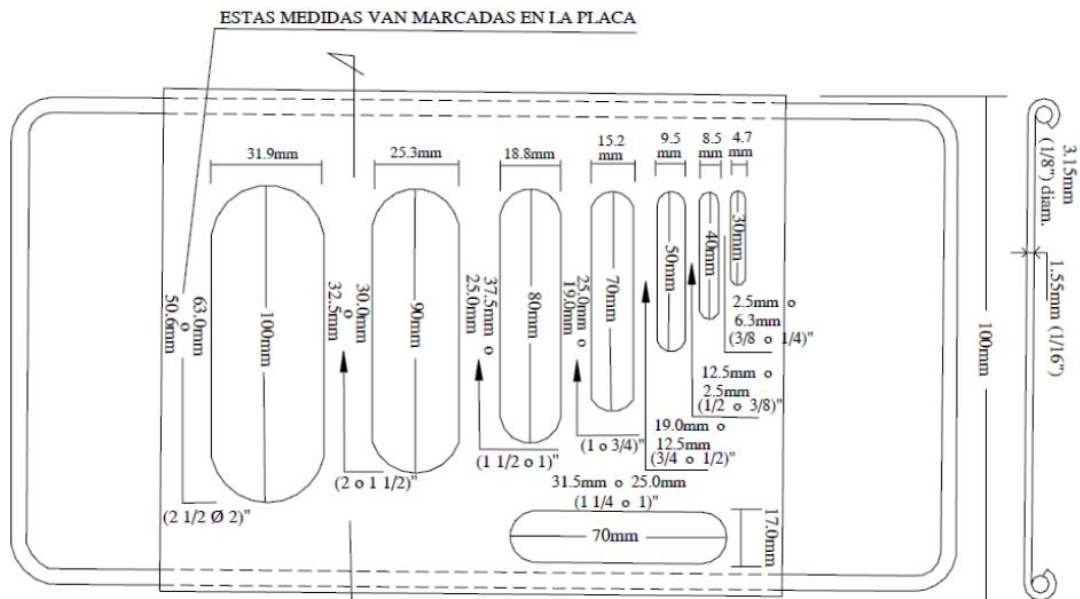 ESTAS MEDIDAS VAN MARCADAS EN LA PLACA
31.9mm
25.3mm
18.8mm
15.2
mm
9.5
mm
8.5
mm
4.7
mm
3.15mm
(1/8") diam.
1.55mm (1/16")
100mm
63.0mm
o
50.6mm
(2 1/2 Ø 2)"
100mm
30.0mm
o
32.5mm
(2 o 1 1/2)"
90mm
37.5mm o
25.0mm
(1 1/2 o 1)"
80mm
25.0mm o
19.0mm
(1 o 3/4)"
70mm
50mm
40mm
30mm
2.5mm o
6.3mm
(3/8 o 1/4)"
12.5mm o
2.5mm
(1/2 o 3/8)"
19.0mm o
12.5mm
(3/4 o 1/2)"
31.5mm o 25.0mm
(1 1/4 o 1)"
70mm
17.0mm